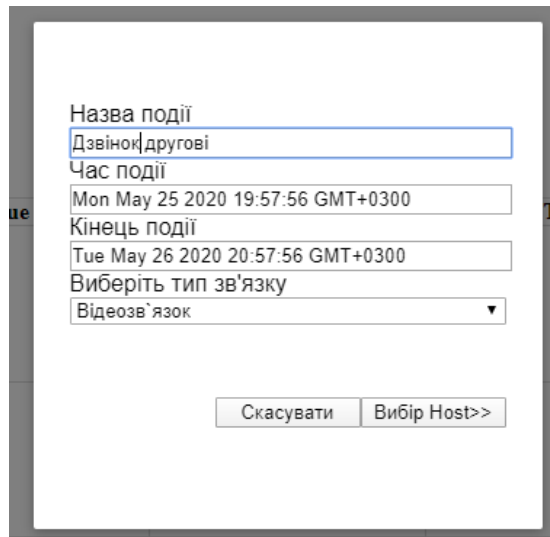 Назва події
Дзвінок другові
Час події
Mon May 25 2020 19:57:56 GMT+0300
ue
Кінець події
Tue May 26 2020 20:57:56 GMT+0300
Виберіть тип зв'язку
Відеозв`язок
Скасувати Вибір Host>>